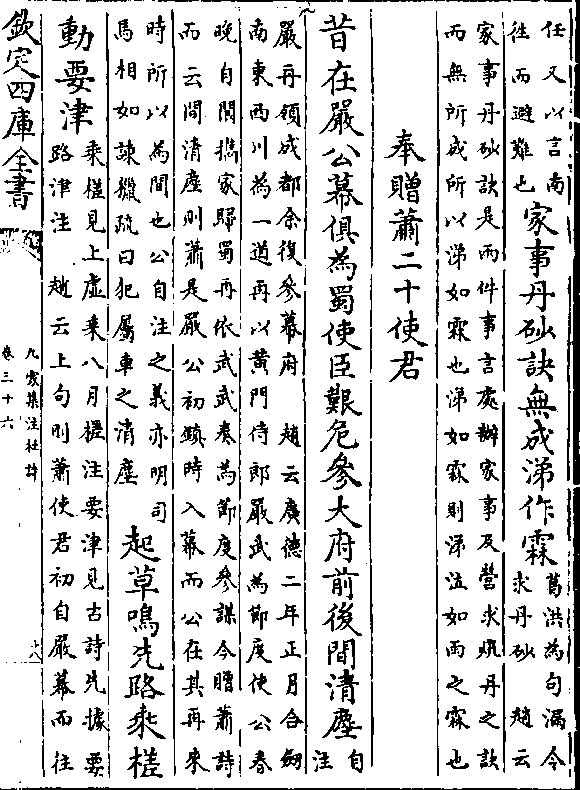 任又以言南
徃而避難也
家事丹砂訣無成涕作霖
葛洪為句漏令
求丹砂　趙云
家事丹砂訣是兩件事言處辦家事及營求燒丹之訣
而無所成所以涕如霖也涕如霖則涕泣如雨之霖也
奉贈蕭二十使君
昔在嚴公幕俱為蜀使臣艱危參大府前後間清塵
自
注
嚴再領成都余復參幕府　趙云廣德二年正月合劒
南東西川為一道再以黄門侍郎嚴武為節度使公春
晚自閬擕家歸蜀再依武武奏為節度參謀今贈蕭詩
而云間清塵則蕭是嚴公初鎮時入幕而公在其再來
時所以為間也公自注之義亦明司
馬相如諫獵疏曰犯屬車之清塵
起草鳴先路乘槎
動要津
乘槎見上虚乘八月槎注要津見古詩先據要
路津注　趙云上句則蕭使君初自嚴幕而往
欽定四庫全書
九家集注杜詩
卷三十六